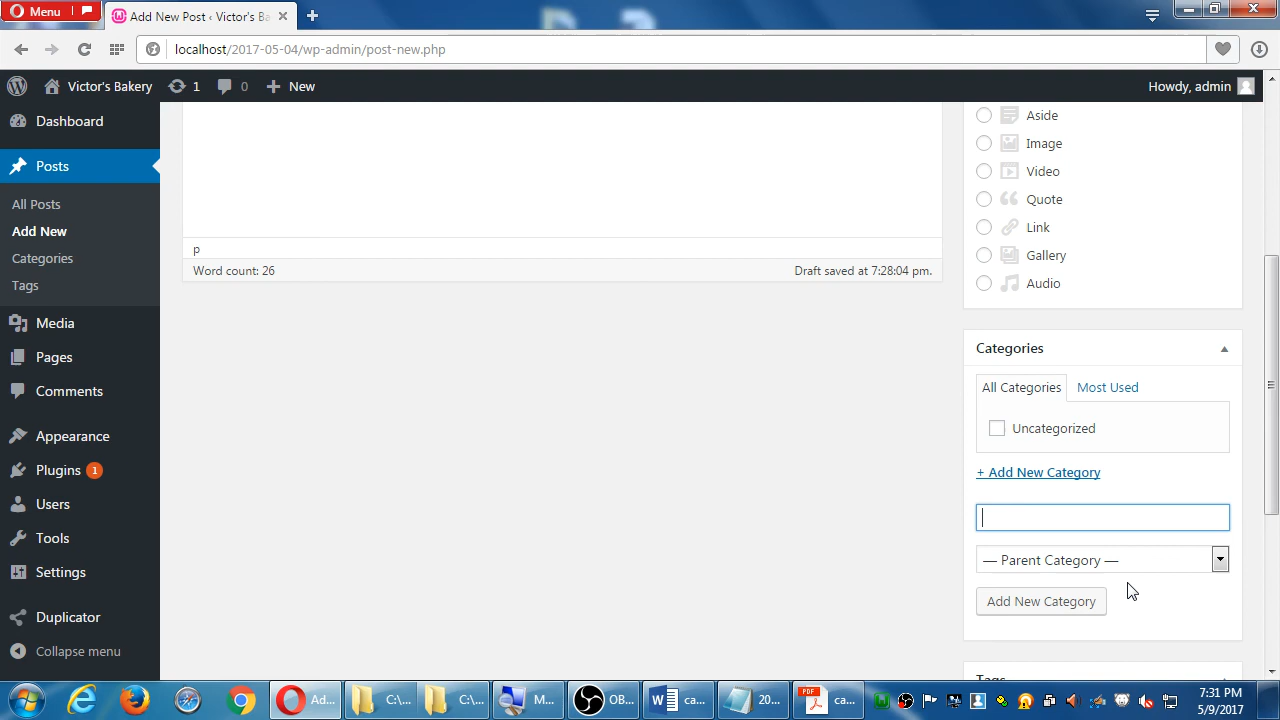 Menu
Add New Post ‹ Victor's Ba
localhost/2017-05-04/wp-admin/post-new.php
Victor's Bakery
1
0
New
Howdy, admin
Dashboard
Posts
All Posts
Add New
Categories
Tags
Media
Pages
Comments
Appearance
Plugins 1
Users
Tools
Settings
Duplicator
Collapse menu
p
Word count: 26
Draft saved at 7:28:04 pm.
Aside
Image
Video
Quote
Link
Gallery
Audio
Categories
All Categories
Most Used
Uncategorized
+ Add New Category
— Parent Category —
Add New Category
Tags
Ad...
C:\...
C:\...
M...
OB...
ca...
20...
PDF
ca...
7:31 PM
5/9/2017